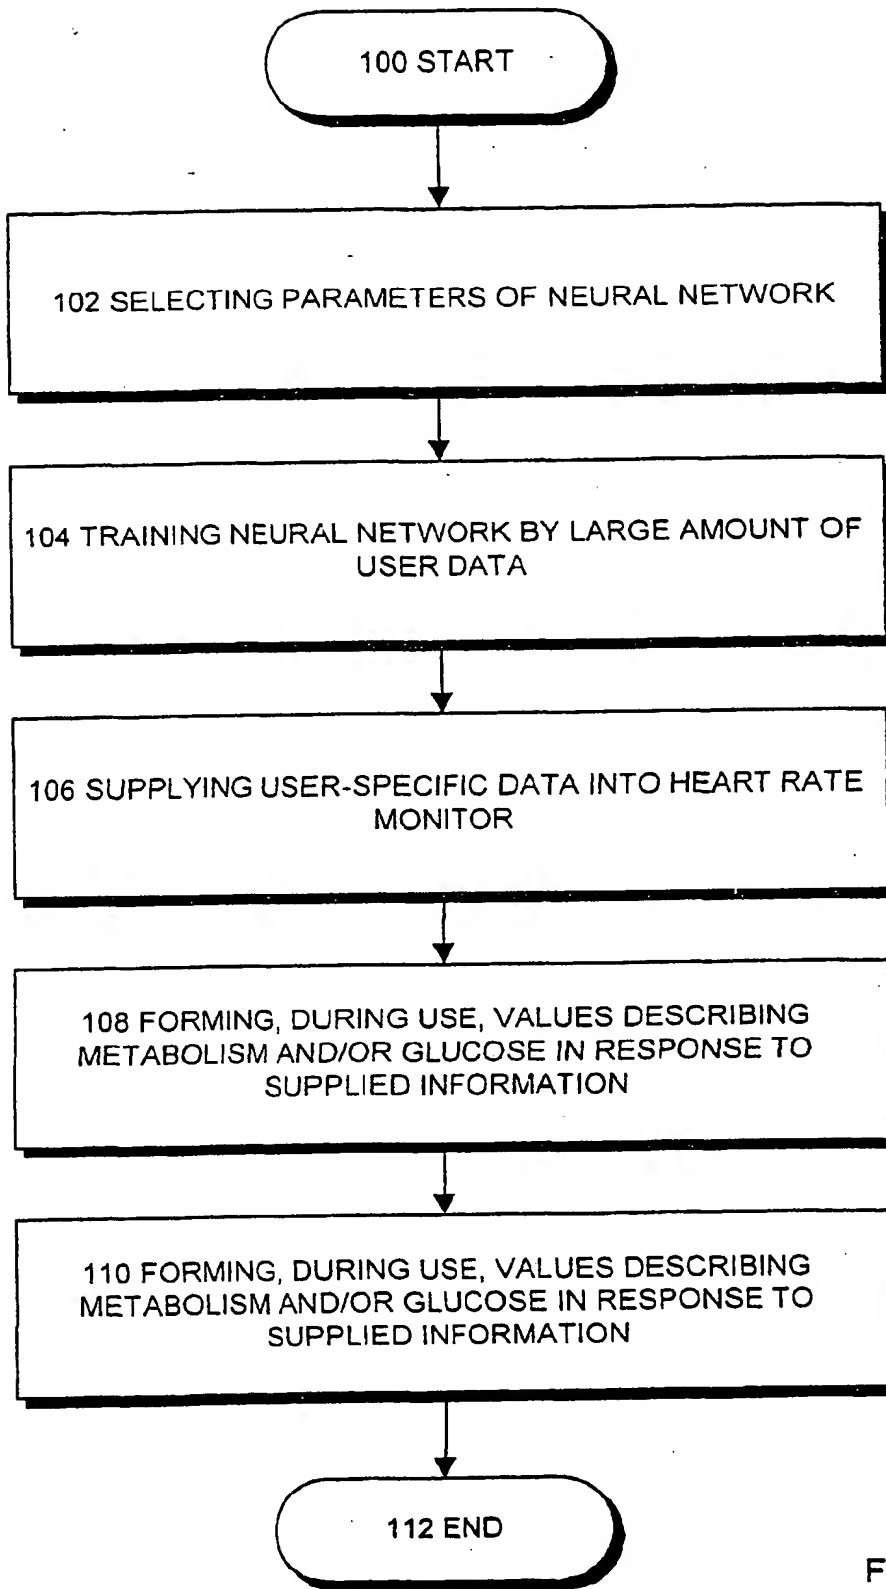 100 START
102 SELECTING PARAMETERS OF NEURAL NETWORK
104 TRAINING NEURAL NETWORK BY LARGE AMOUNT OF
USER DATA
106 SUPPLYING USER-SPECIFIC DATA INTO HEART RATE
MONITOR
108 FORMING, DURING USE, VALUES DESCRIBING
METABOLISM AND/OR GLUCOSE IN RESPONSE TO
SUPPLIED INFORMATION
110 FORMING, DURING USE, VALUES DESCRIBING
METABOLISM AND/OR GLUCOSE IN RESPONSE TO
SUPPLIED INFORMATION
112 END
F